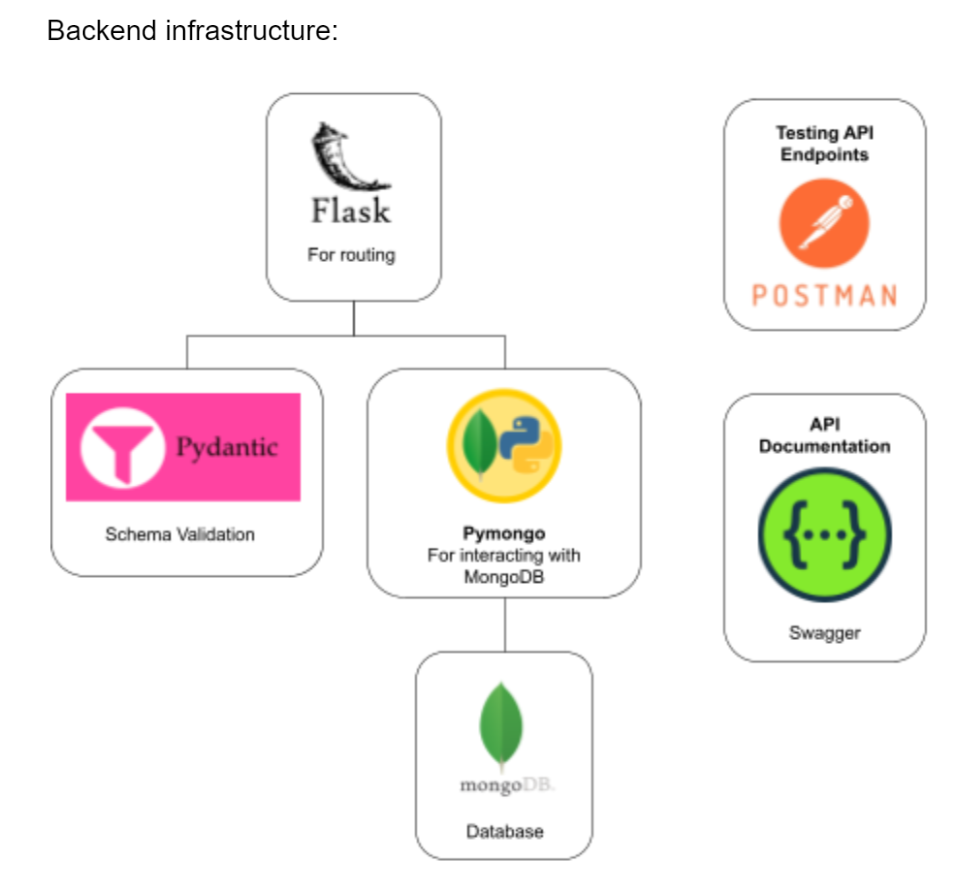 Backend infrastructure:
Flask
For routing
Testing API
Endpoints
POSTMAN
Pydantic
Schema Validation
Pymongo
For interacting with
MongoDB
API
Documentation
Swagger
mongoDB.
Database